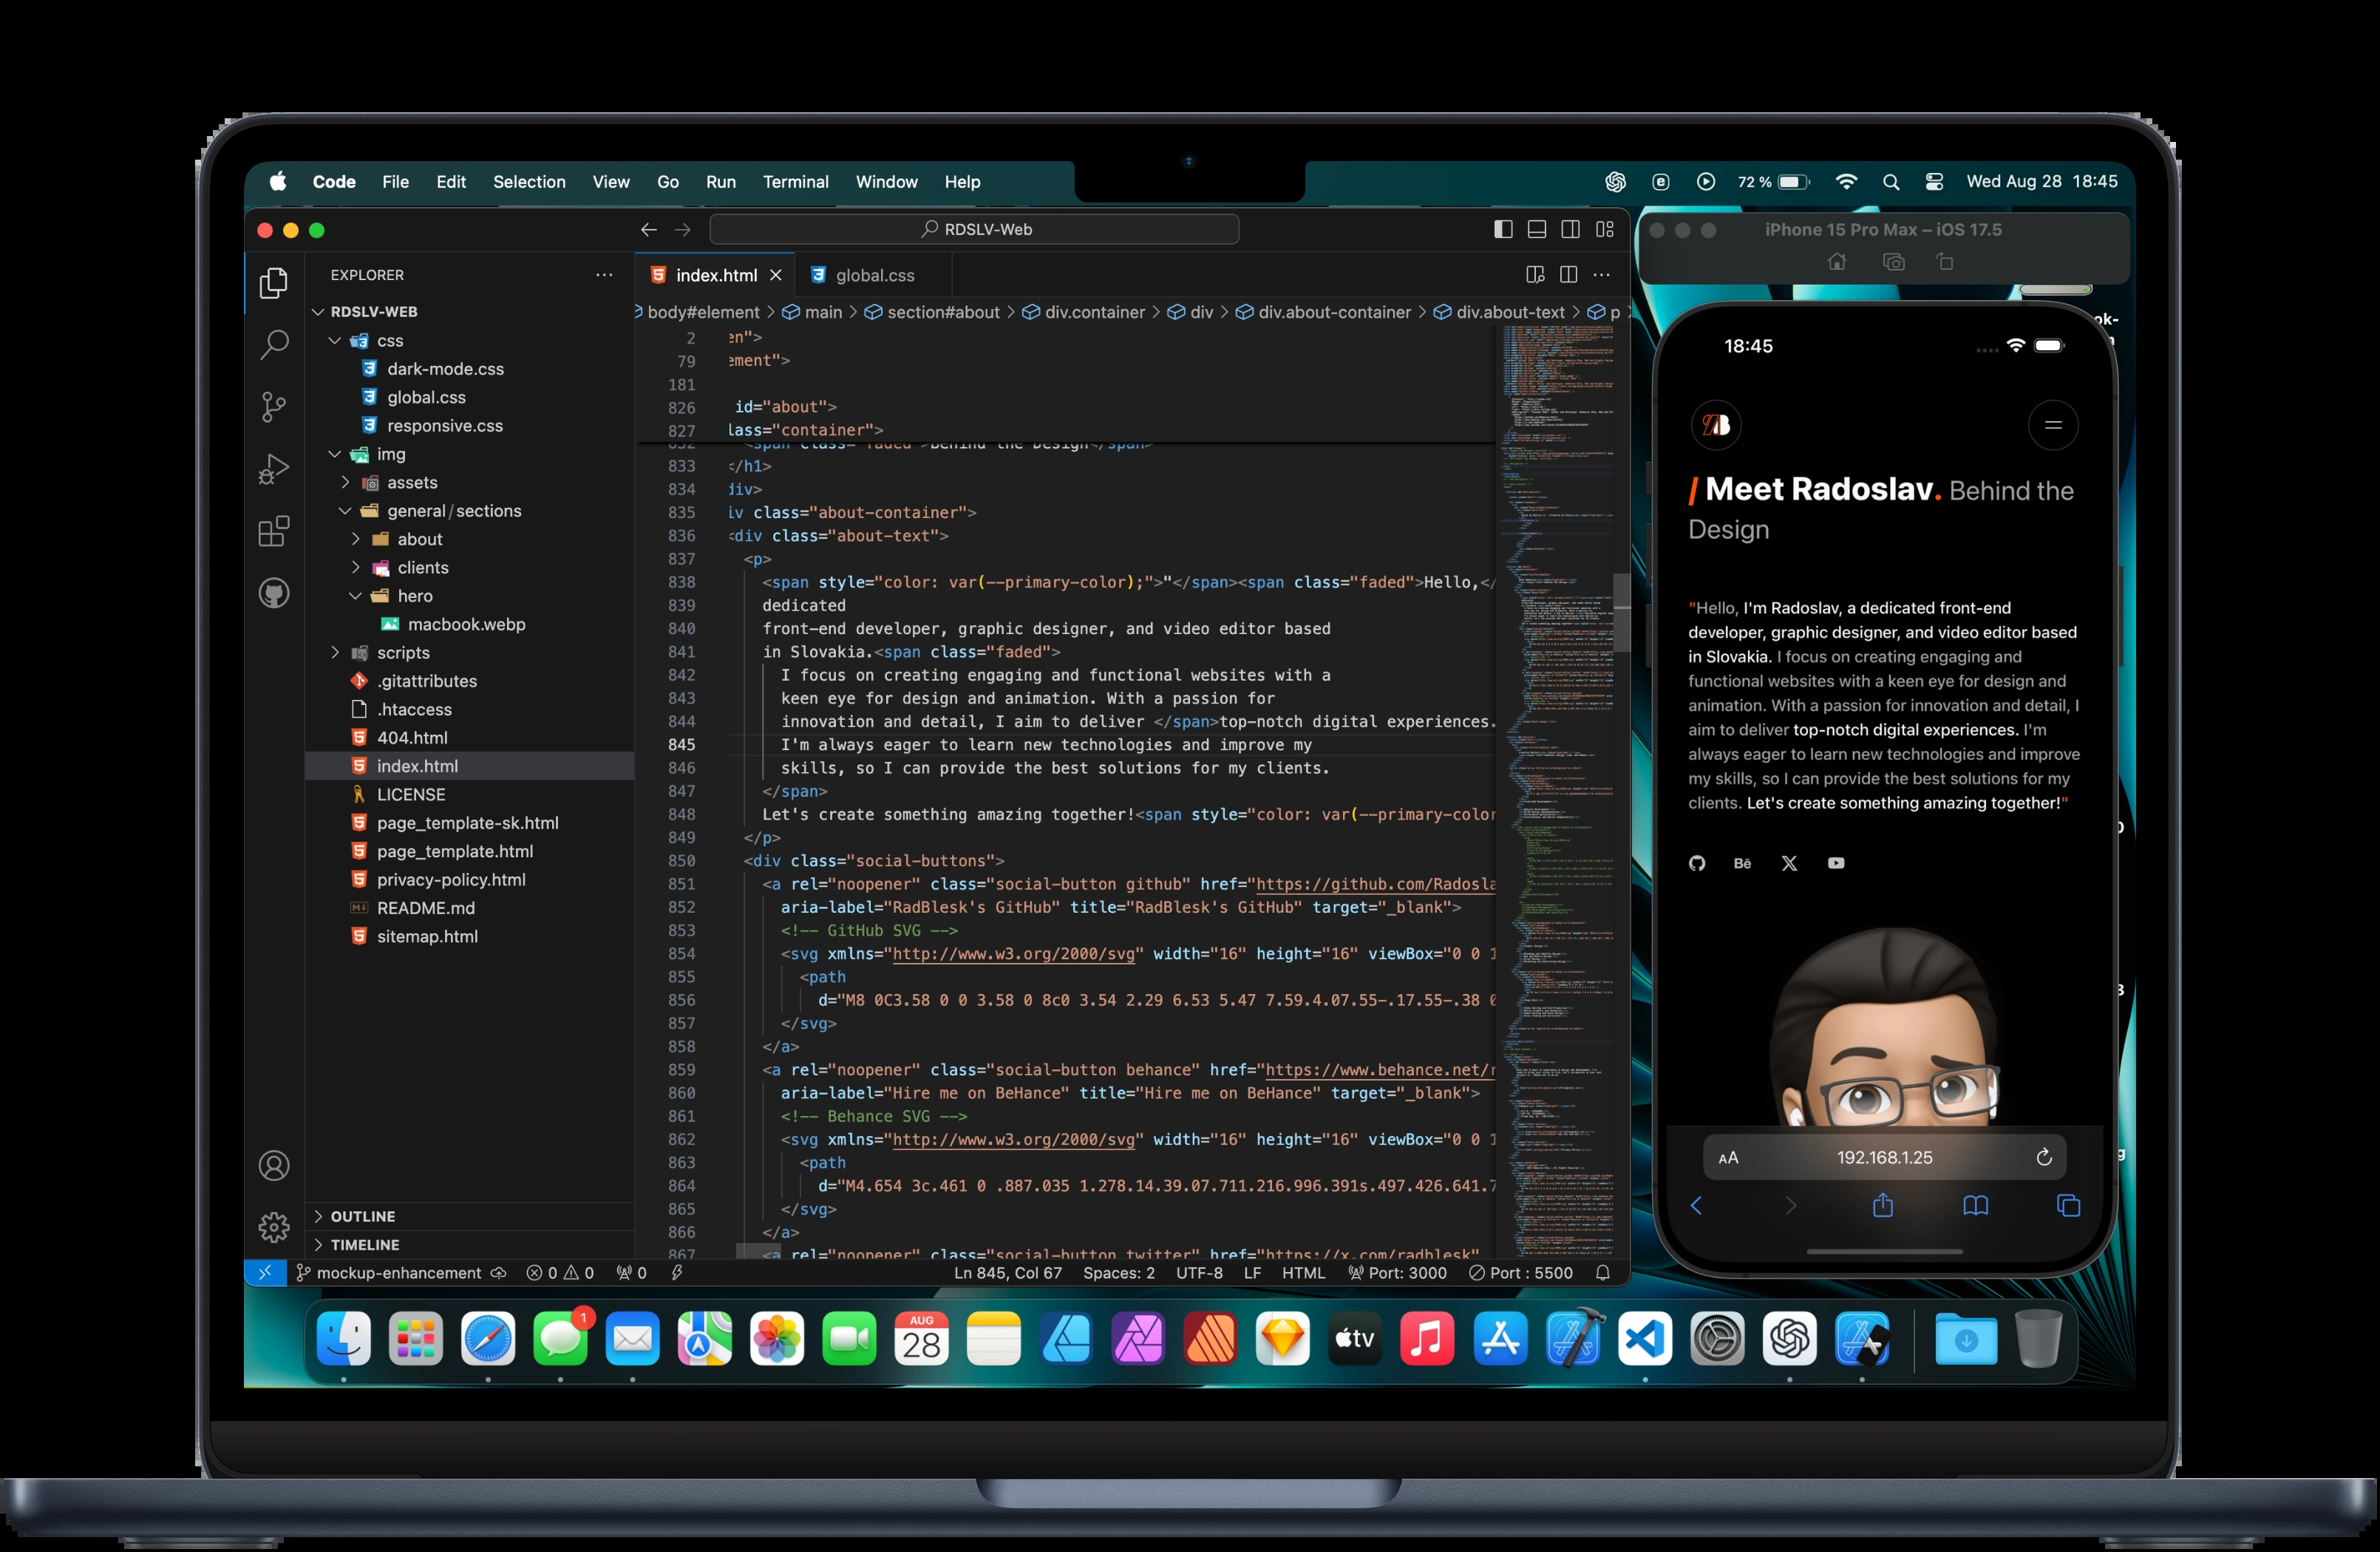 Code File Edit Selection View Go Run Terminal Window Help
72 % Wed Aug 28 18:45
RDSLV-Web
EXPLORER
RDSLV-WEB
css
dark-mode.css
global.css
responsive.css
img
assets
general/sections
about
clients
hero
macbook.webp
scripts
.gitattributes
.htaccess
404.html
index.html
LICENSE
page_template-sk.html
page_template.html
privacy-policy.html
README.md
sitemap.html
OUTLINE
TIMELINE
index.html global.css
body#element > main > section#about > div.container > div > div.about-container > div.about-text > p
2 en">
79 ement">
181
826 id="about">
827 lass="container">
832 <span class="faded">Behind the Design</span>
833 </h1>
834 div>
835 iv class="about-container">
836 <div class="about-text">
837 <p>
838 <span style="color: var(--primary-color);">"</span><span class="faded">Hello,</
839 dedicated
840 front-end developer, graphic designer, and video editor based
841 in Slovakia.<span class="faded">
842 I focus on creating engaging and functional websites with a
843 keen eye for design and animation. With a passion for
844 innovation and detail, I aim to deliver </span>top-notch digital experiences.
845 I'm always eager to learn new technologies and improve my
846 skills, so I can provide the best solutions for my clients.
847 </span>
848 Let's create something amazing together!<span style="color: var(--primary-color
849 </p>
850 <div class="social-buttons">
851 <a rel="noopener" class="social-button github" href="https://github.com/Radosla
852 aria-label="RadBlesk's GitHub" title="RadBlesk's GitHub" target="_blank">
853 <!-- GitHub SVG -->
854 <svg xmlns="http://www.w3.org/2000/svg" width="16" height="16" viewBox="0 0 1
855 <path
856 d="M8 0C3.58 0 0 3.58 0 8c0 3.54 2.29 6.53 5.47 7.59.4.07.55-.17.55-.38 0
857 </svg>
858 </a>
859 <a rel="noopener" class="social-button behance" href="https://www.behance.net/r
860 aria-label="Hire me on BeHance" title="Hire me on BeHance" target="_blank">
861 <!-- Behance SVG -->
862 <svg xmlns="http://www.w3.org/2000/svg" width="16" height="16" viewBox="0 0 1
863 <path
864 d="M4.654 3c.461 0 .887.035 1.278.14.39.07.711.216.996.391s.497.426.641.7
865 </svg>
866 </a>
867 <a rel="noopener" class="social-button twitter" href="https://x.com/radblesk"
mockup-enhancement 0 0 0 Ln 845, Col 67 Spaces: 2 UTF-8 LF HTML Port: 3000 Port : 5500
iPhone 15 Pro Max – iOS 17.5
ok-
18:45
/ Meet Radoslav. Behind the
Design
"Hello, I'm Radoslav, a dedicated front-end
developer, graphic designer, and video editor based
in Slovakia. I focus on creating engaging and
functional websites with a keen eye for design and
animation. With a passion for innovation and detail, I
aim to deliver top-notch digital experiences. I'm
always eager to learn new technologies and improve
my skills, so I can provide the best solutions for my
clients. Let's create something amazing together!"
Bē
AA 192.168.1.25
1
AUG
28
tv